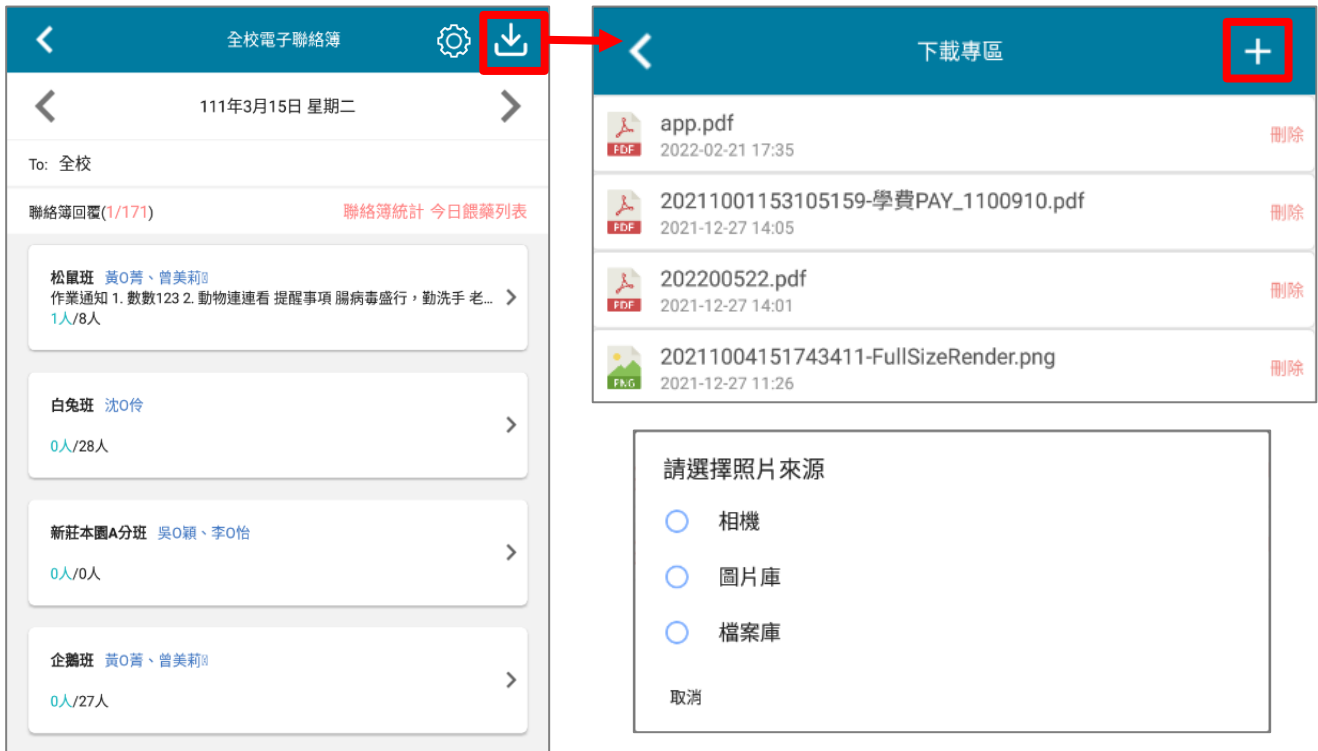 全校電子聯絡簿
111年3月15日 星期二
To: 全校
聯絡簿回覆(1/171) 聯絡簿統計 今日餵藥列表
松鼠班 黃O菁、曾美莉
作業通知 1. 數數123 2. 動物連連看 提醒事項 腸病毒盛行，勤洗手 老...
1人/8人
白兔班 沈O伶
0人/28人
新莊本園A分班 吳O穎、李O怡
0人/0人
企鵝班 黃O菁、曾美莉
0人/27人
下載專區
app.pdf
PDF 2022-02-21 17:35 刪除
20211001153105159-學費PAY_1100910.pdf
PDF 2021-12-27 14:05 刪除
202200522.pdf
PDF 2021-12-27 14:01 刪除
20211004151743411-FullSizeRender.png
PNG 2021-12-27 11:26 刪除
請選擇照片來源
相機
圖片庫
檔案庫
取消